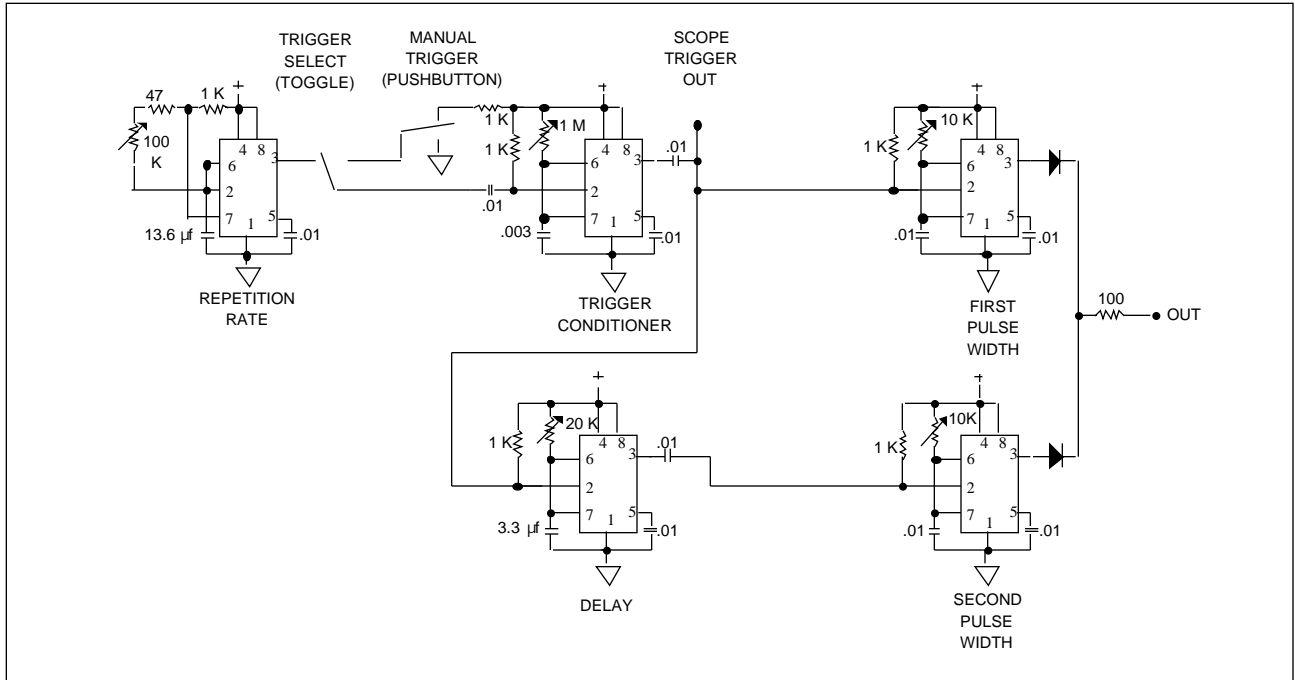 TRIGGER
SELECT
(TOGGLE)
MANUAL
TRIGGER
(PUSHBUTTON)
SCOPE
TRIGGER
OUT
47
1 K
+
100
K
4
8
3
6
2
7
1
5
13.6 µf
.01
REPETITION
RATE
1 K
1 K
.01
+
1 M
4
8
3
6
2
7
1
5
.01
.003
.01
TRIGGER
CONDITIONER
+
10 K
1 K
4
8
3
6
2
7
1
5
.01
.01
FIRST
PULSE
WIDTH
100
OUT
+
20 K
1 K
4
8
3
6
2
7
1
5
.01
3.3 µf
.01
DELAY
+
10K
1 K
4
8
3
6
2
7
1
5
.01
.01
SECOND
PULSE
WIDTH